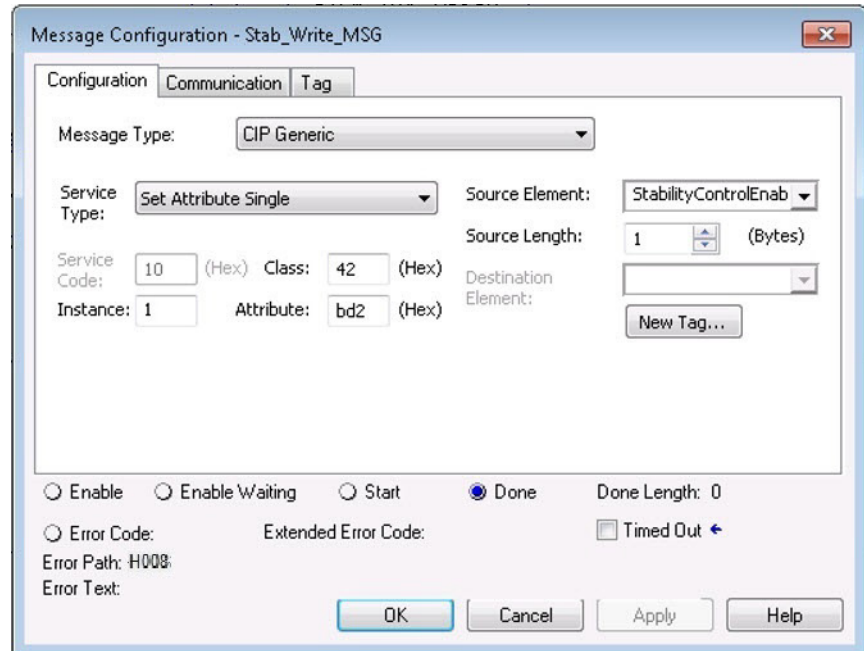 Message Configuration - Stab_Write_MSG
Configuration Communication Tag
Message Type: CIP Generic
Service Type: Set Attribute Single
Source Element: StabilityControlEnab
Source Length: 1 (Bytes)
Service Code: 10 (Hex) Class: 42 (Hex)
Destination Element:
Instance: 1 Attribute: bd2 (Hex)
New Tag...
Enable Enable Waiting Start Done Done Length: 0
Error Code: Extended Error Code: Timed Out
Error Path: H008
Error Text:
OK Cancel Apply Help